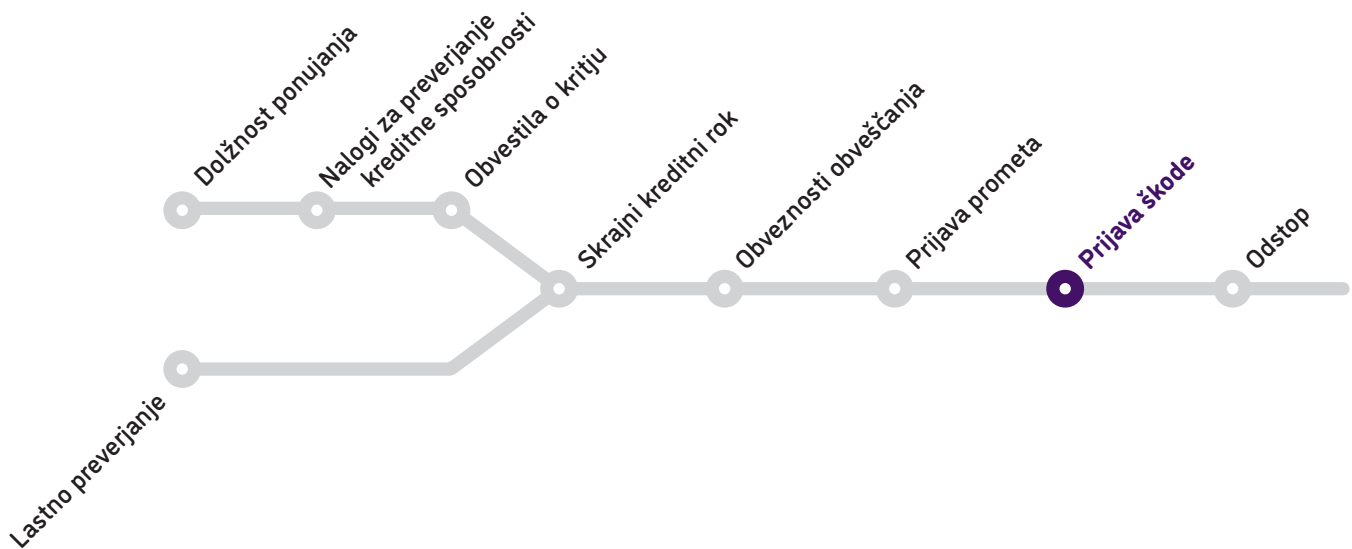 Dolžnost ponujanja
Nalogi za preverjanje
kreditne sposobnosti
Obvestila o kritju
Skrajni kreditni rok
Obveznosti obveščanja
Prijava prometa
Prijava škode
Odstop
Lastno preverjanje